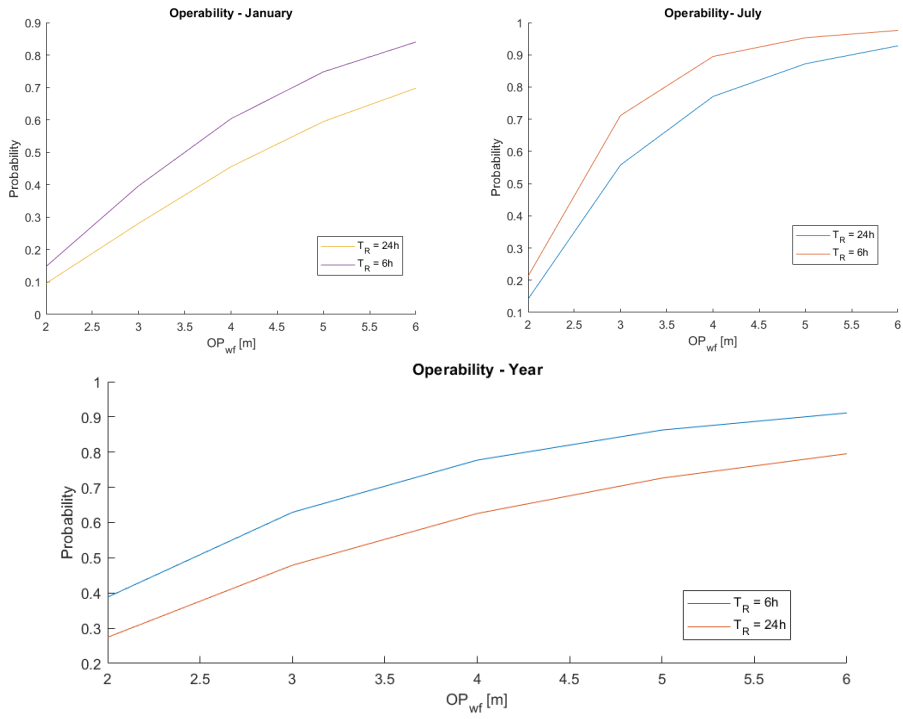 Operability - January
0.9
0.8
0.7
0.6
0.5
0.4
0.3
0.2
0.1
0
Probability
2 2.5 3 3.5 4 4.5 5 5.5 6
OP_wf [m]
T_R = 24h
T_R = 6h
Operability- July
1
0.9
0.8
0.7
0.6
0.5
0.4
0.3
0.2
0.1
Probability
2 2.5 3 3.5 4 4.5 5 5.5 6
OP_wf [m]
T_R = 24h
T_R = 6h
Operability - Year
1
0.9
0.8
0.7
0.6
0.5
0.4
0.3
0.2
Probability
2 2.5 3 3.5 4 4.5 5 5.5 6
OP_wf [m]
T_R = 6h
T_R = 24h